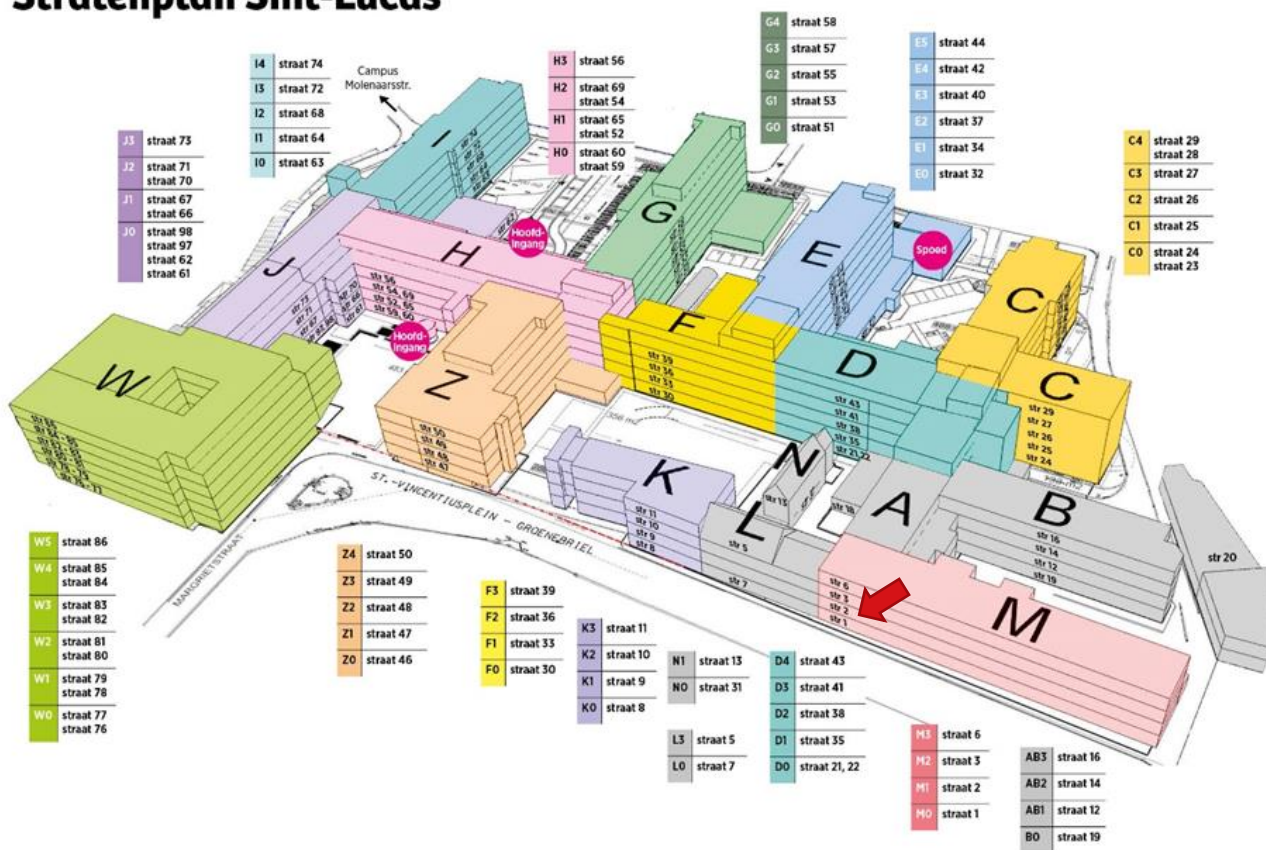 Stratenplan Sint-Lucas
G4 straat 58
G3 straat 57
G2 straat 55
G1 straat 53
G0 straat 51
E5 straat 44
E4 straat 42
E3 straat 40
E2 straat 37
E1 straat 34
E0 straat 32
I4 straat 74
I3 straat 72
I2 straat 68
I1 straat 64
I0 straat 63
Campus
Molenaarsstr.
H3 straat 56
H2 straat 69
straat 54
H1 straat 65
straat 52
H0 straat 60
straat 59
J3 straat 73
J2 straat 71
straat 70
J1 straat 67
straat 66
J0 straat 98
straat 97
straat 62
straat 61
C4 straat 29
straat 28
C3 straat 27
C2 straat 26
C1 straat 25
C0 straat 24
straat 23
I
G
H
J
E
C
Hoofd-
ingang
Spoed
str 56
str 54, 69
str 52, 65
str 59, 60
Hoofd-
ingang
W
Z
F
str 39
str 36
str 33
str 30
D
str 43
str 41
str 38
str 35
str 21,22
C
str 29
str 27
str 26
str 25
str 24
str 50
str 49
str 48
str 47
K
str 11
str 10
str 9
str 8
N
str 13
str 18
L
str 5
str 7
A
B
str 16
str 14
str 12
str 19
str 20
M
str 6
str 3
str 2
str 1
ST.-VINCENTIUSPLEIN - GROENEBRIEL
MARGRIETSTRAAT
W5 straat 86
W4 straat 85
straat 84
W3 straat 83
straat 82
W2 straat 81
straat 80
W1 straat 79
straat 78
W0 straat 77
straat 76
Z4 straat 50
Z3 straat 49
Z2 straat 48
Z1 straat 47
Z0 straat 46
F3 straat 39
F2 straat 36
F1 straat 33
F0 straat 30
K3 straat 11
K2 straat 10
K1 straat 9
K0 straat 8
N1 straat 13
N0 straat 31
L3 straat 5
L0 straat 7
D4 straat 43
D3 straat 41
D2 straat 38
D1 straat 35
D0 straat 21, 22
M3 straat 6
M2 straat 3
M1 straat 2
M0 straat 1
AB3 straat 16
AB2 straat 14
AB1 straat 12
B0 straat 19